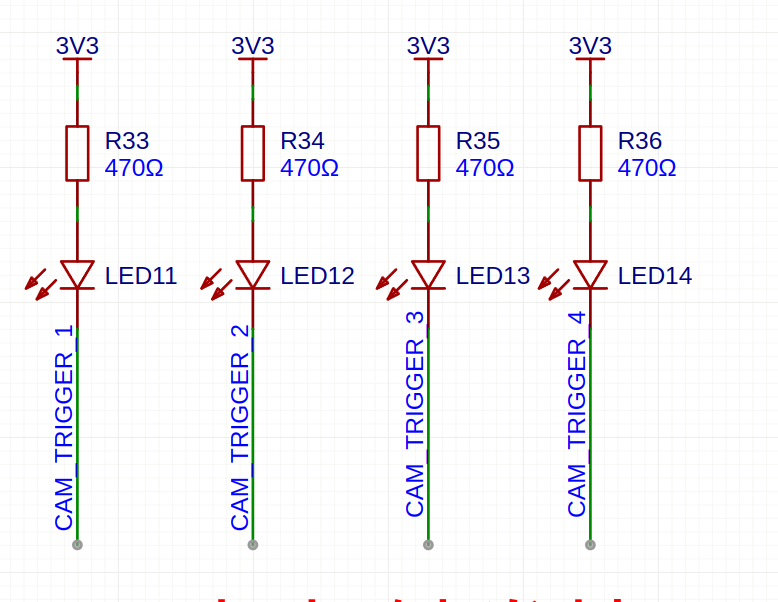 3V3 3V3 3V3 3V3
R33 R34 R35 R36
470Ω 470Ω 470Ω 470Ω
LED11 LED12 LED13 LED14
CAM_TRIGGER_1 CAM_TRIGGER_2 CAM_TRIGGER_3 CAM_TRIGGER_4